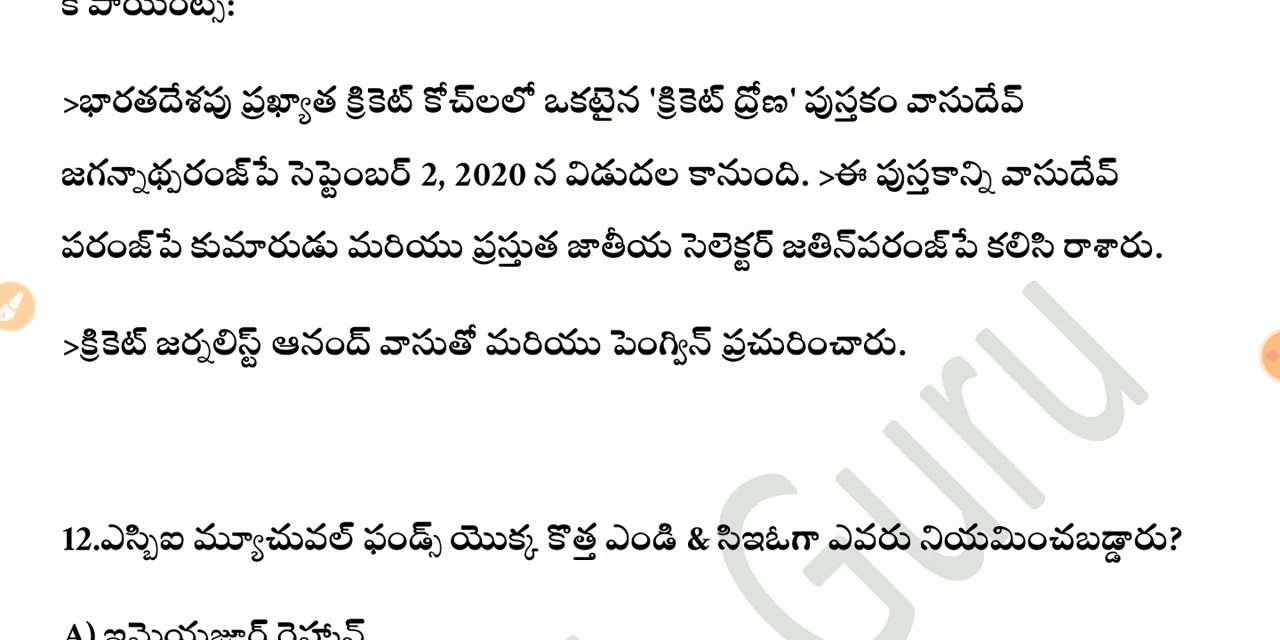 >భారతదేశపు ప్రఖ్యాత క్రికెట్ కోచ్‌లలో ఒకటైన 'క్రికెట్ ద్రోణ' పుస్తకం వాసుదేవ్
జగన్నాథ్పరంజ్‌పే సెప్టెంబర్ 2, 2020 న విడుదల కానుంది. >ఈ పుస్తకాన్ని వాసుదేవ్
పరంజ్‌పే కుమారుడు మరియు ప్రస్తుత జాతీయ సెలెక్టర్ జతిన్‌పరంజ్‌పే కలిసి రాశారు.
>క్రికెట్ జర్నలిస్ట్ ఆనంద్ వాసుతో మరియు పెంగ్విన్ ప్రచురించారు.
Guru
12.ఎస్బిఐ మ్యూచువల్ ఫండ్స్ యొక్క కొత్త ఎండి & సిఇఓగా ఎవరు నియమించబడ్డారు?
A)